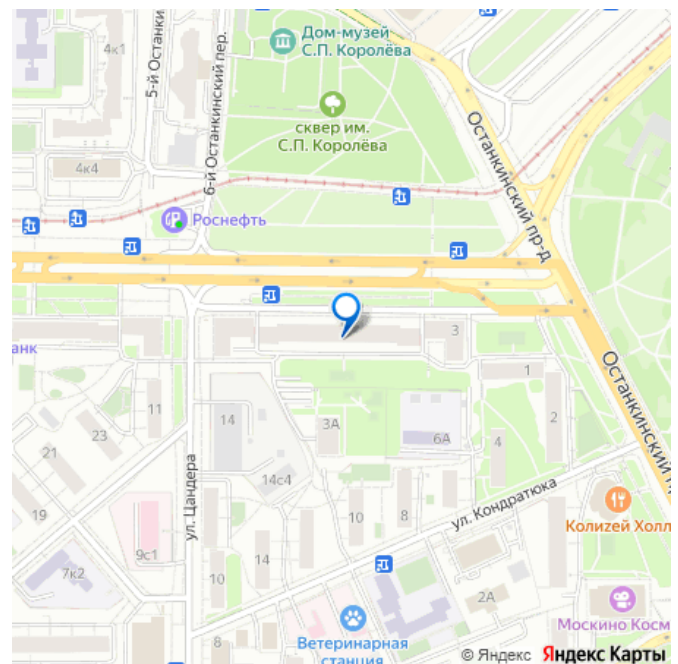 Дом-музей
С.П. Королёва
4к1
5-й Останки
6-й Останкинский пер.
сквер им.
С.П. Королёва
Останкинский пр-д
4к4
Роснефть
анк
3
1
11
14
3А
6А
4
2
Останкинский п
23
21
ул. Цандера
14с4
10
8
ул. Кондратюка
19
Колизей Холл
9с1
7к2
14
10
2А
8
Ветеринарная
станция
Москино Косм
© Яндекс Яндекс Карты